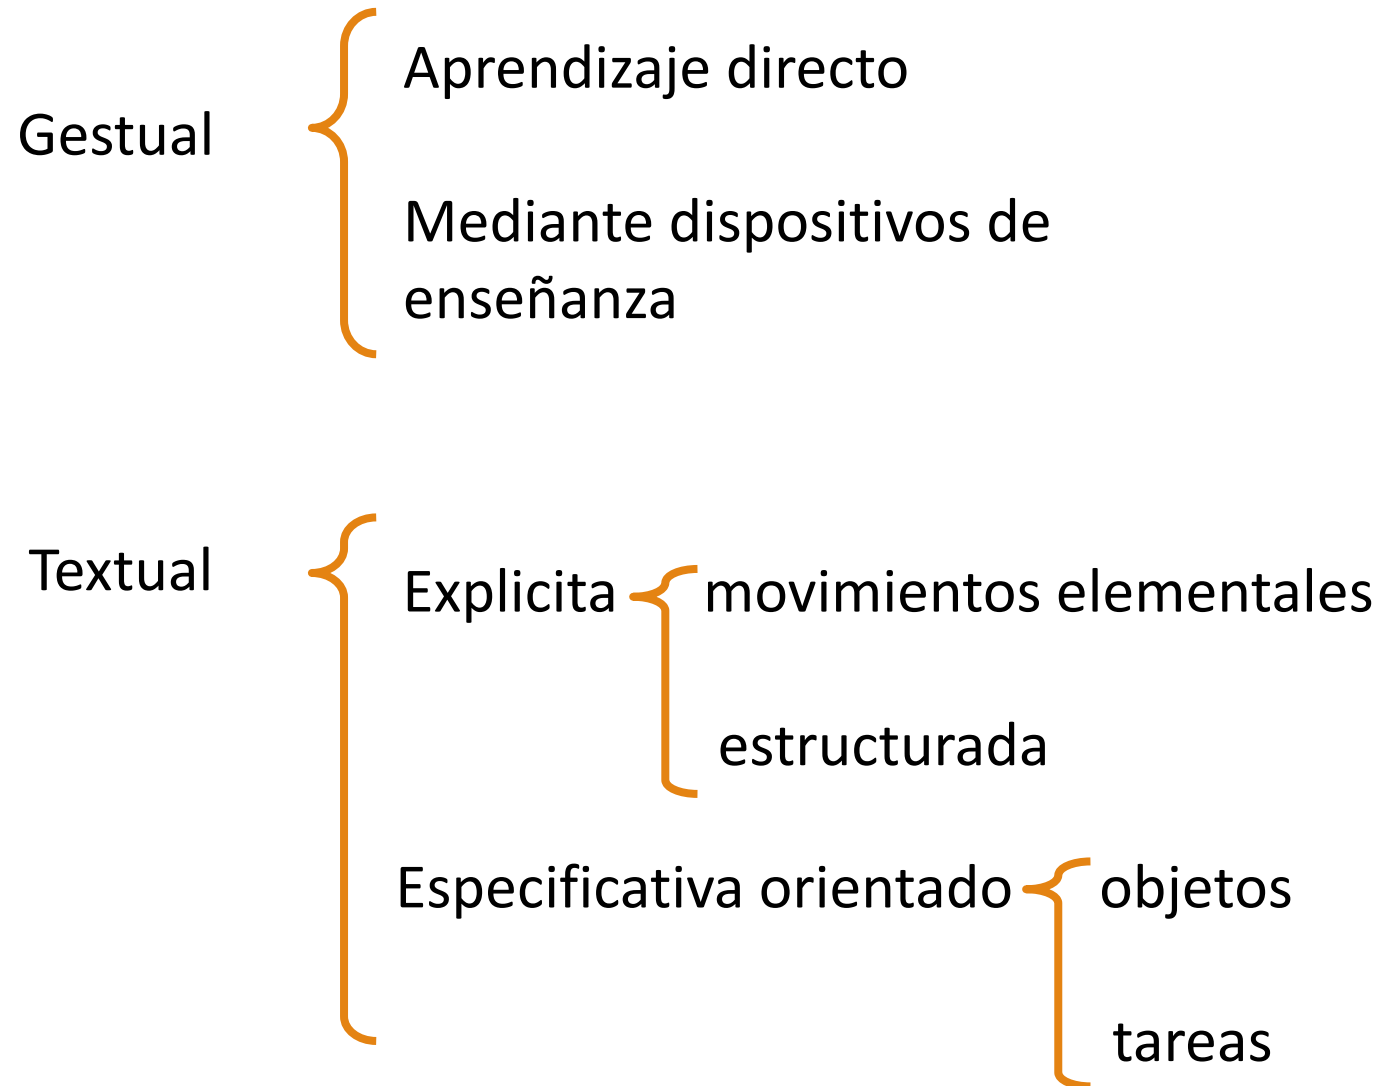 Gestual
Aprendizaje directo
Mediante dispositivos de
enseñanza
Textual
Explicita
movimientos elementales
estructurada
Especificativa orientado
objetos
tareas